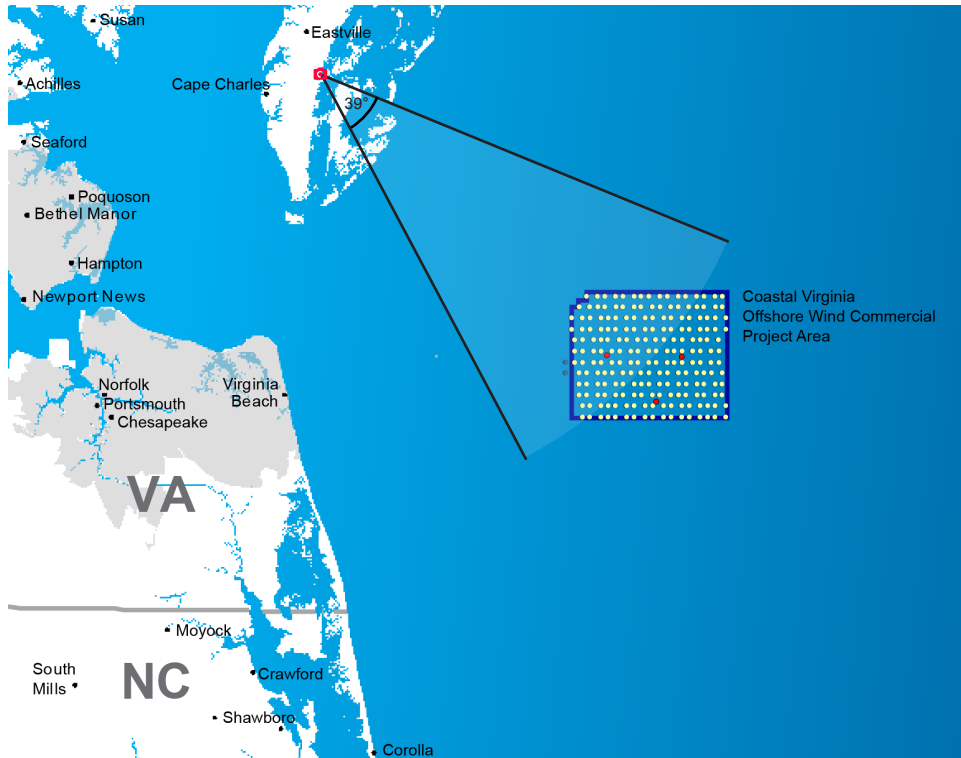 Susan
Eastville
Achilles
Cape Charles
39°
Seaford
Poquoson
Bethel Manor
Hampton
Newport News
Coastal Virginia
Offshore Wind Commercial
Project Area
Norfolk
Virginia
Beach
Portsmouth
Chesapeake
VA
Moyock
South
Mills
NC
Crawford
Shawboro
Corolla